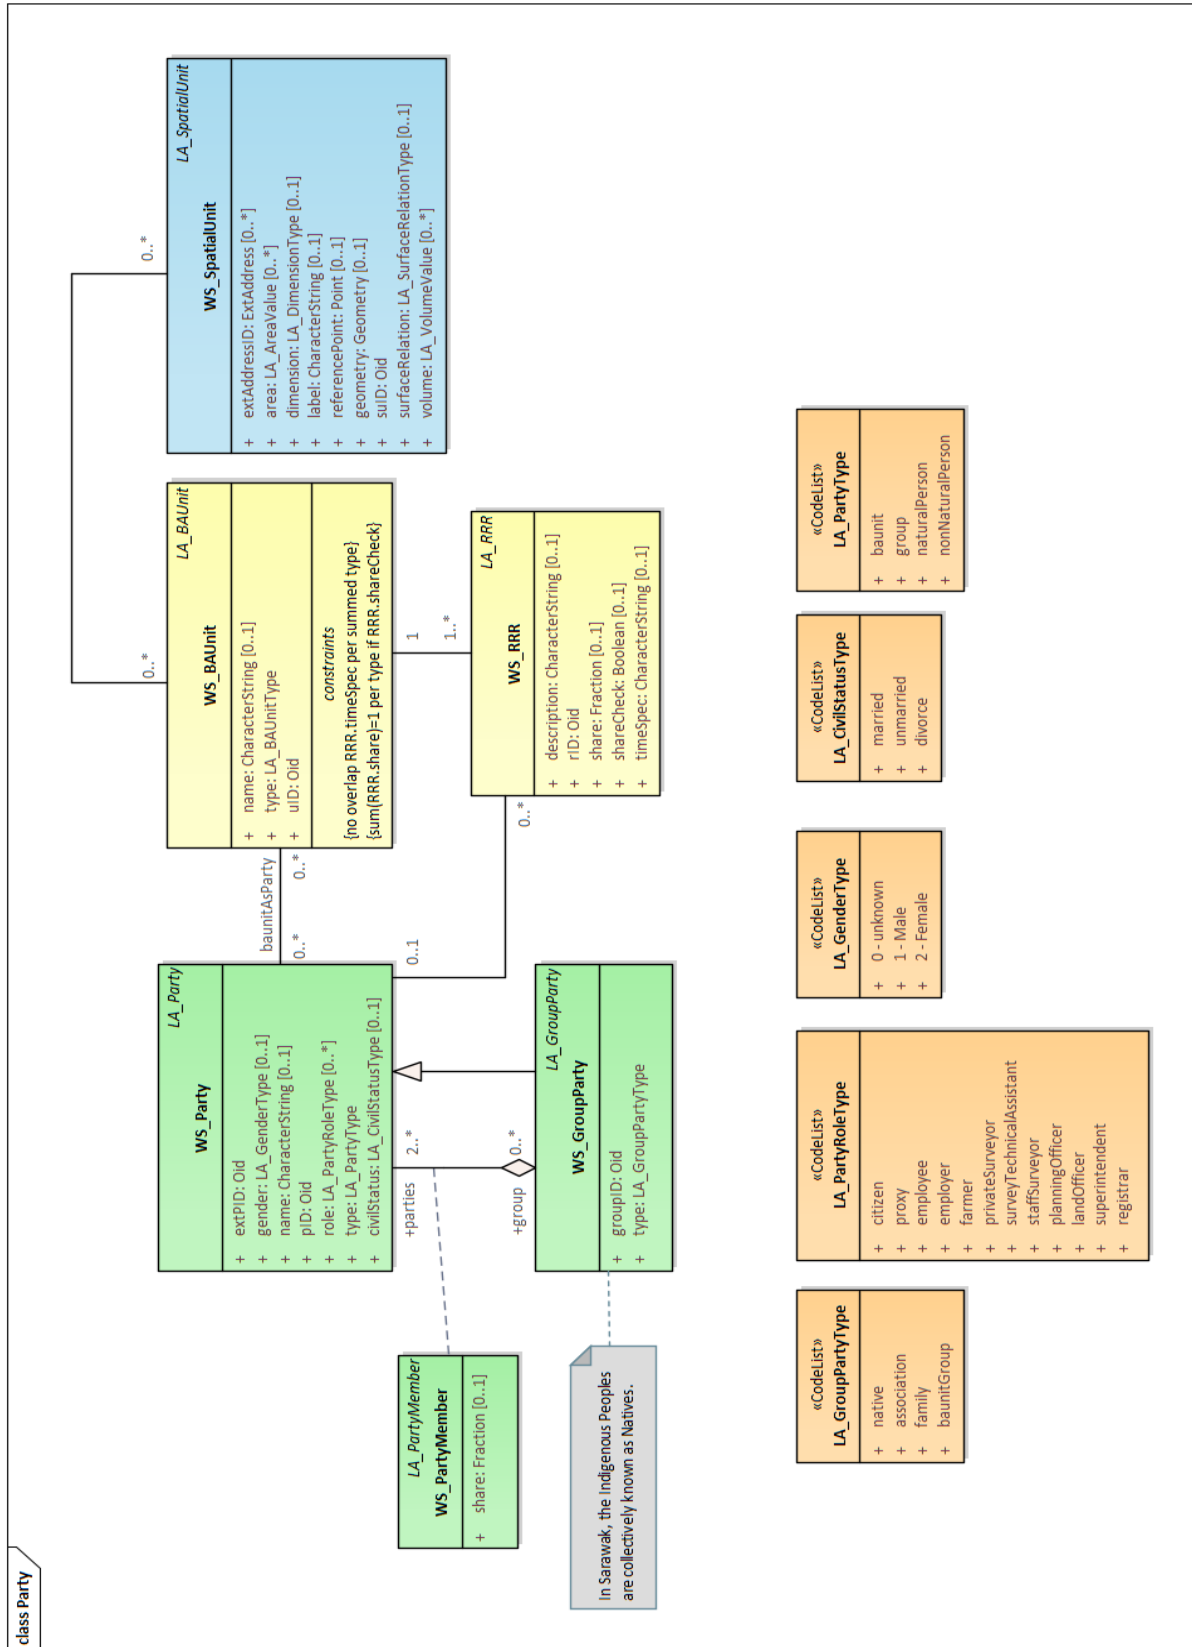 class Party
LA_Party
WS_Party
+ extPID: Oid
+ gender: LA_GenderType [0..1]
+ name: CharacterString [0..1]
+ pID: Oid
+ role: LA_PartyRoleType [0..*]
+ type: LA_PartyType
+ civilStatus: LA_CivilStatusType [0..1]
baunitAsParty
0..*
0..*
LA_BAUnit
WS_BAUnit
+ name: CharacterString [0..1]
+ type: LA_BAUnitType
+ uID: Oid
constraints
{no overlap RRR.timeSpec per summed type}
{sum(RRR.share)=1 per type if RRR.shareCheck}
0..*
0..*
LA_SpatialUnit
WS_SpatialUnit
+ extAddressID: ExtAddress [0..*]
+ area: LA_AreaValue [0..*]
+ dimension: LA_DimensionType [0..1]
+ label: CharacterString [0..1]
+ referencePoint: Point [0..1]
+ geometry: Geometry [0..1]
+ suID: Oid
+ surfaceRelation: LA_SurfaceRelationType [0..1]
+ volume: LA_VolumeValue [0..*]
+parties
2..*
0..1
1
1..*
LA_PartyMember
WS_PartyMember
+ share: Fraction [0..1]
+group
0..*
0..*
LA_RRR
WS_RRR
+ description: CharacterString [0..1]
+ rID: Oid
+ share: Fraction [0..1]
+ shareCheck: Boolean [0..1]
+ timeSpec: CharacterString [0..1]
LA_GroupParty
WS_GroupParty
+ groupID: Oid
+ type: LA_GroupPartyType
In Sarawak, the Indigenous Peoples
are collectively known as Natives.
«CodeList»
LA_GroupPartyType
+ native
+ association
+ family
+ baunitGroup
«CodeList»
LA_PartyRoleType
+ citizen
+ proxy
+ employee
+ employer
+ farmer
+ privateSurveyor
+ surveyTechnicalAssistant
+ staffSurveyor
+ planningOfficer
+ landOfficer
+ superintendent
+ registrar
«CodeList»
LA_GenderType
+ 0 - unknown
+ 1 - Male
+ 2 - Female
«CodeList»
LA_CivilStatusType
+ married
+ unmarried
+ divorce
«CodeList»
LA_PartyType
+ baunit
+ group
+ naturalPerson
+ nonNaturalPerson